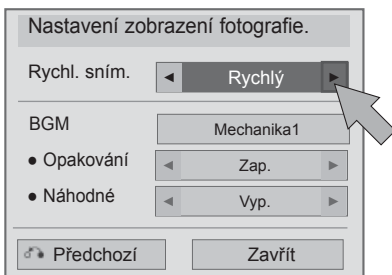 Nastavení zobrazení fotografie.
Rychl. sním. ◄ Rychlý ►
BGM Mechanika1
• Opakování ◄ Zap. ►
• Náhodné ◄ Vyp. ►
Předchozí Zavřít